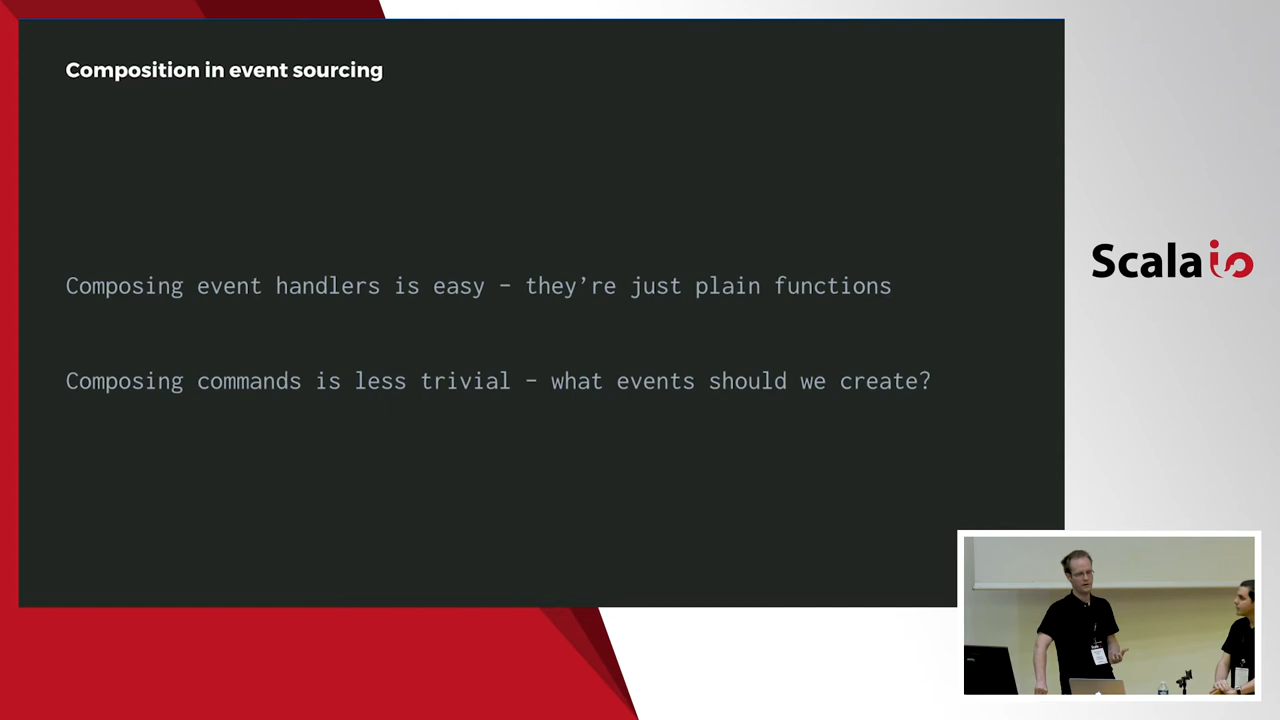 Composition in event sourcing
Composing event handlers is easy – they’re just plain functions
Composing commands is less trivial – what events should we create?
Scala io